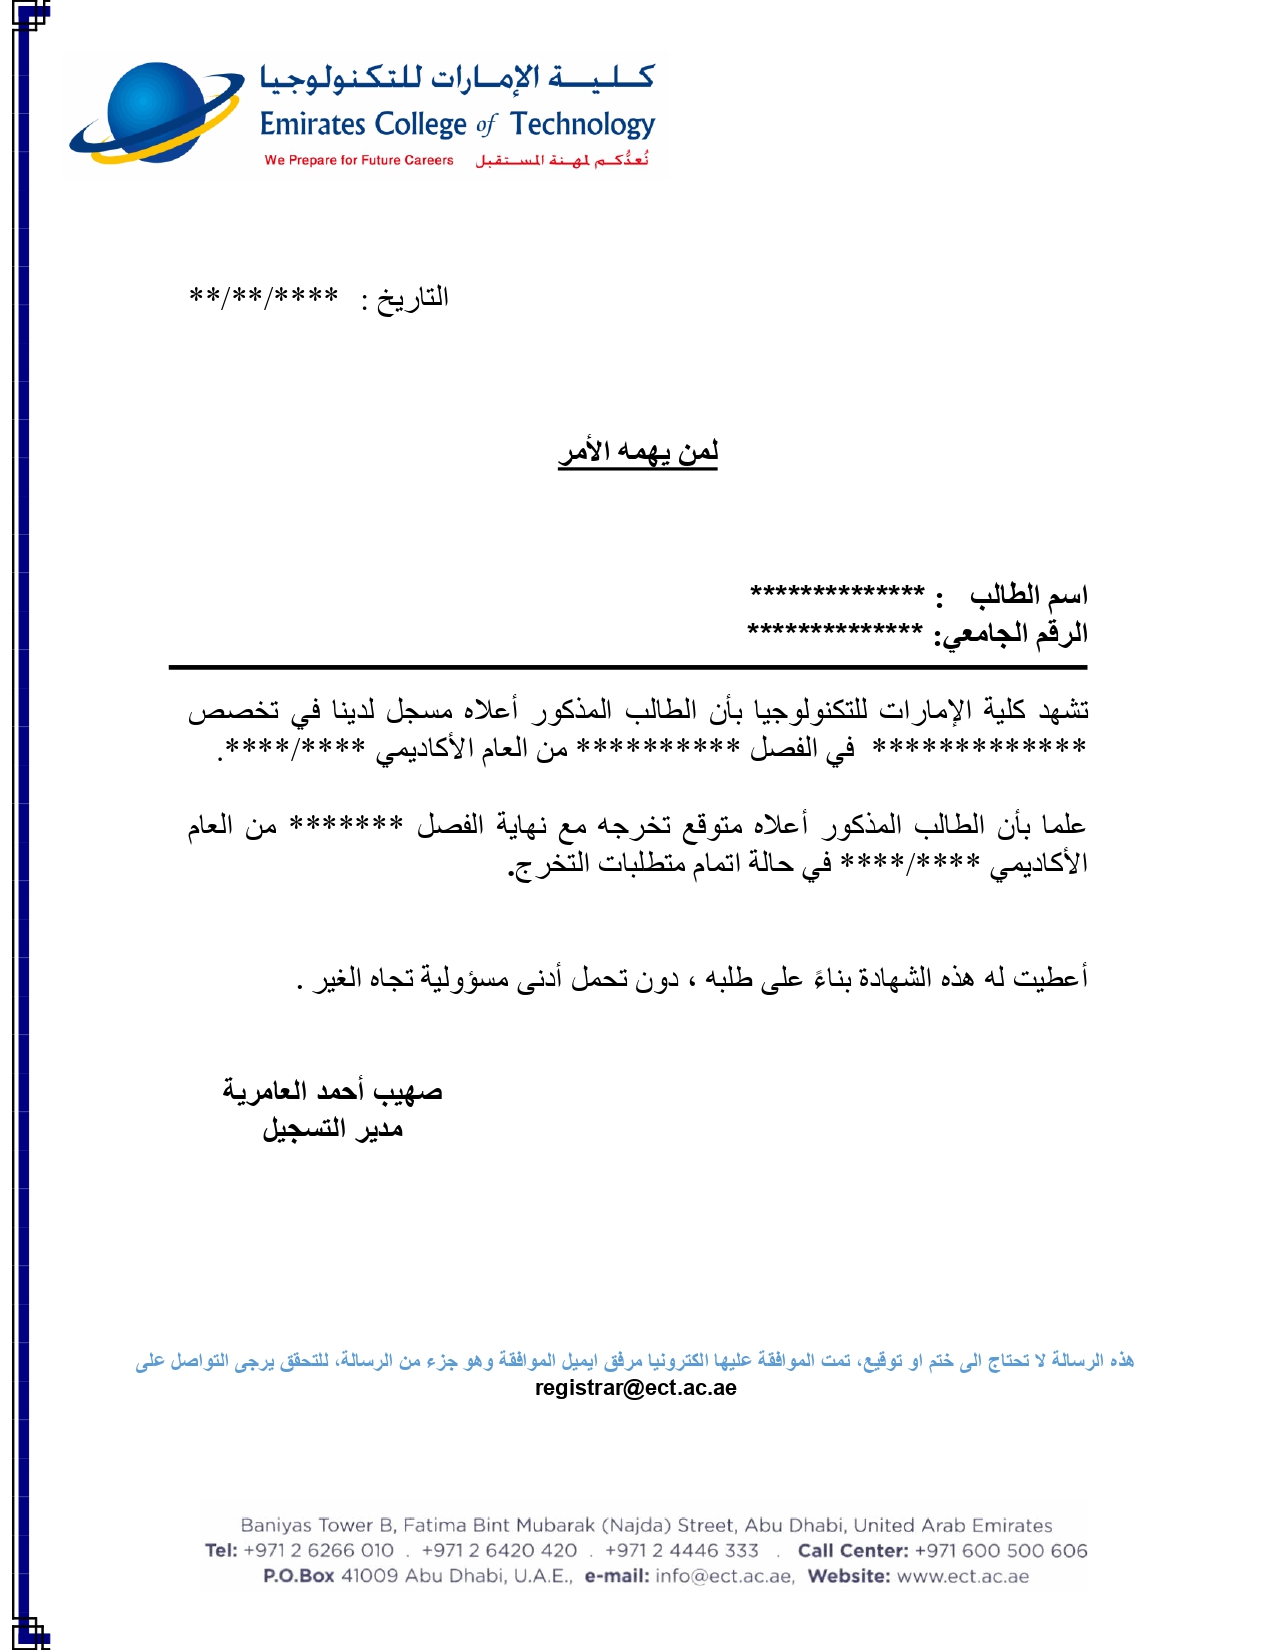 كلية الإمارات للتكنولوجيا
Emirates College of Technology
We Prepare for Future Careers نُعدُّكم لمهنة المستقبل
التاريخ : **/**/****
لمن يهمه الأمر
اسم الطالب : **************
الرقم الجامعي: **************
تشهد كلية الإمارات للتكنولوجيا بأن الطالب المذكور أعلاه مسجل لدينا في تخصص
************* في الفصل ********** من العام الأكاديمي ****/****.
علما بأن الطالب المذكور أعلاه متوقع تخرجه مع نهاية الفصل ******* من العام
الأكاديمي ****/**** في حالة اتمام متطلبات التخرج.
أعطيت له هذه الشهادة بناءً على طلبه ، دون تحمل أدنى مسؤولية تجاه الغير .
صهيب أحمد العامرية
مدير التسجيل
هذه الرسالة لا تحتاج الى ختم او توقيع، تمت الموافقة عليها الكترونيا مرفق ايميل الموافقة وهو جزء من الرسالة، للتحقق يرجى التواصل على
registrar@ect.ac.ae
Baniyas Tower B, Fatima Bint Mubarak (Najda) Street, Abu Dhabi, United Arab Emirates
Tel: +971 2 6266 010 . +971 2 6420 420 . +971 2 4446 333 . Call Center: +971 600 500 606
P.O.Box 41009 Abu Dhabi, U.A.E., e-mail: info@ect.ac.ae, Website: www.ect.ac.ae